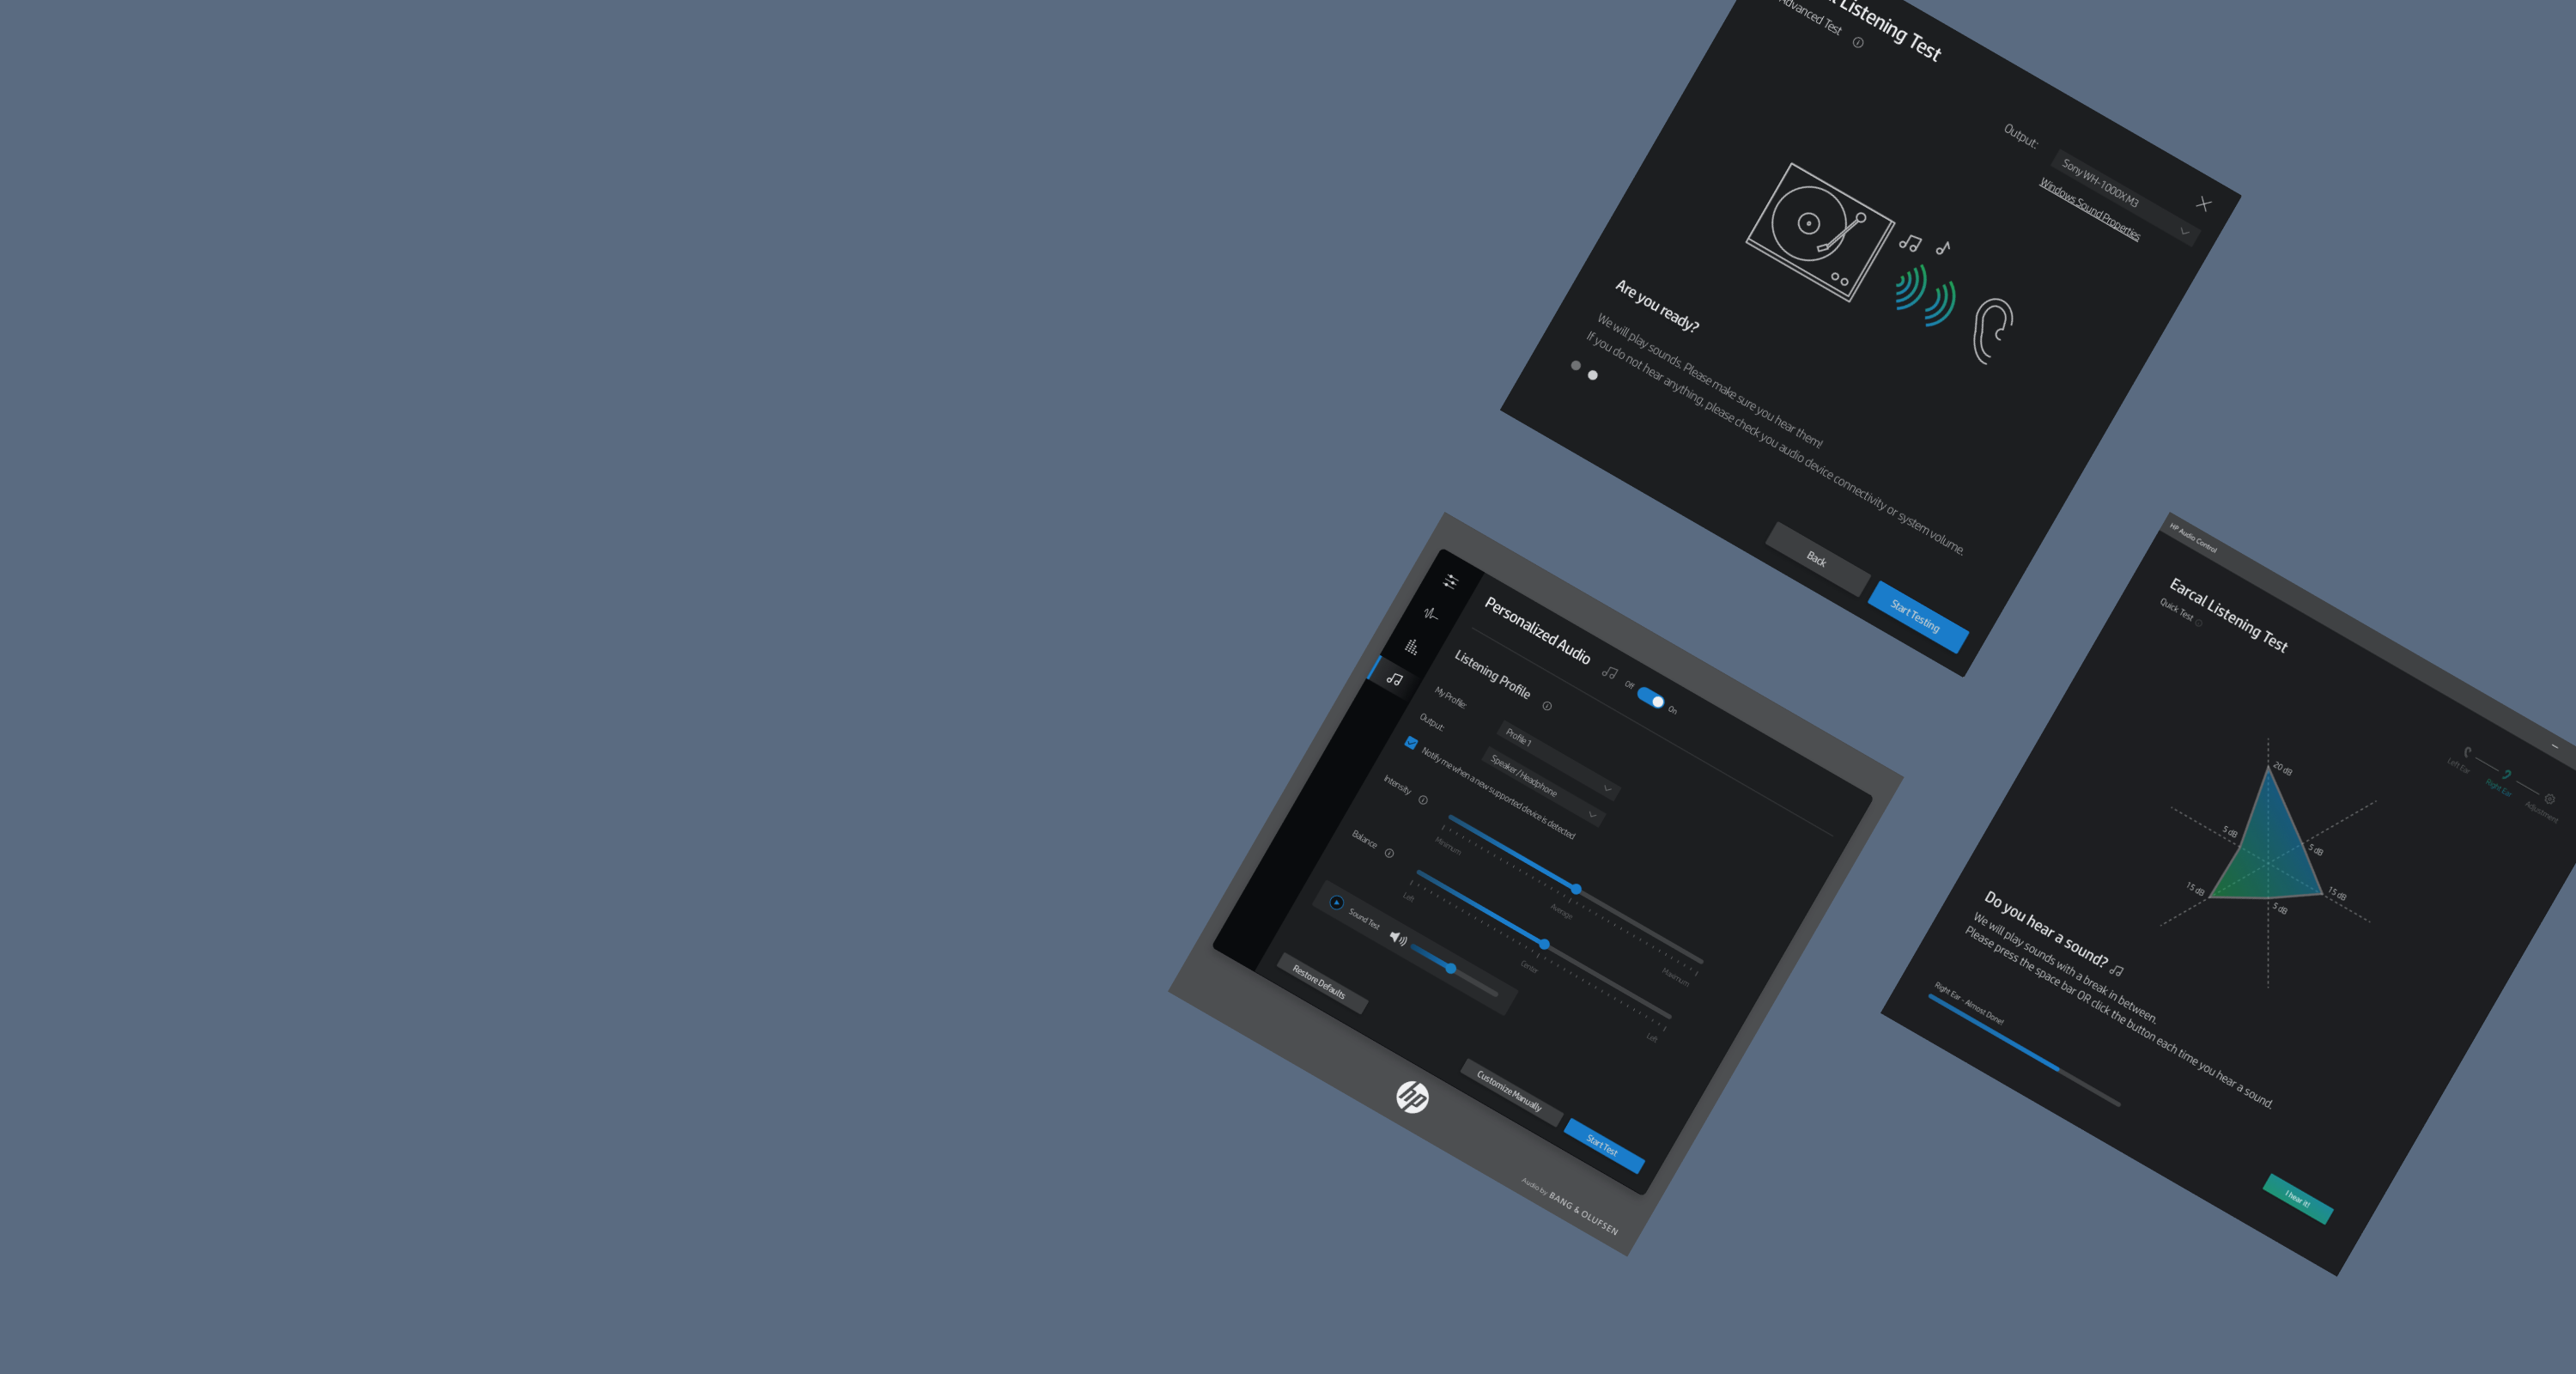 Listening Test
Advanced Test
Output:
Sony WH-1000XM3
Windows Sound Properties
Are you ready?
We will play sounds. Please make sure you hear them!
If you do not hear anything, please check you audio device connectivity or system volume.
Back
Start Testing
Personalized Audio
Off
On
Listening Profile
My Profile:
Profile 1
Output:
Speaker / Headphone
Notify me when a new supported device is detected
Intensity
Minimum
Average
Maximum
Balance
Left
Center
Left
Sound Test
Restore Defaults
Customize Manually
Start Test
hp
Audio by BANG & OLUFSEN
HP Audio Control
Earcal Listening Test
Quick Test
Left Ear
Right Ear
Adjustment
20 dB
5 dB
5 dB
15 dB
15 dB
5 dB
Do you hear a sound?
We will play sounds with a break in between.
Please press the space bar OR click the button each time you hear a sound.
Right Ear - Almost Done!
I hear it!